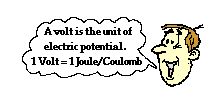 A volt is the unit of
electric potential.
1 Volt = 1 Joule/Coulomb